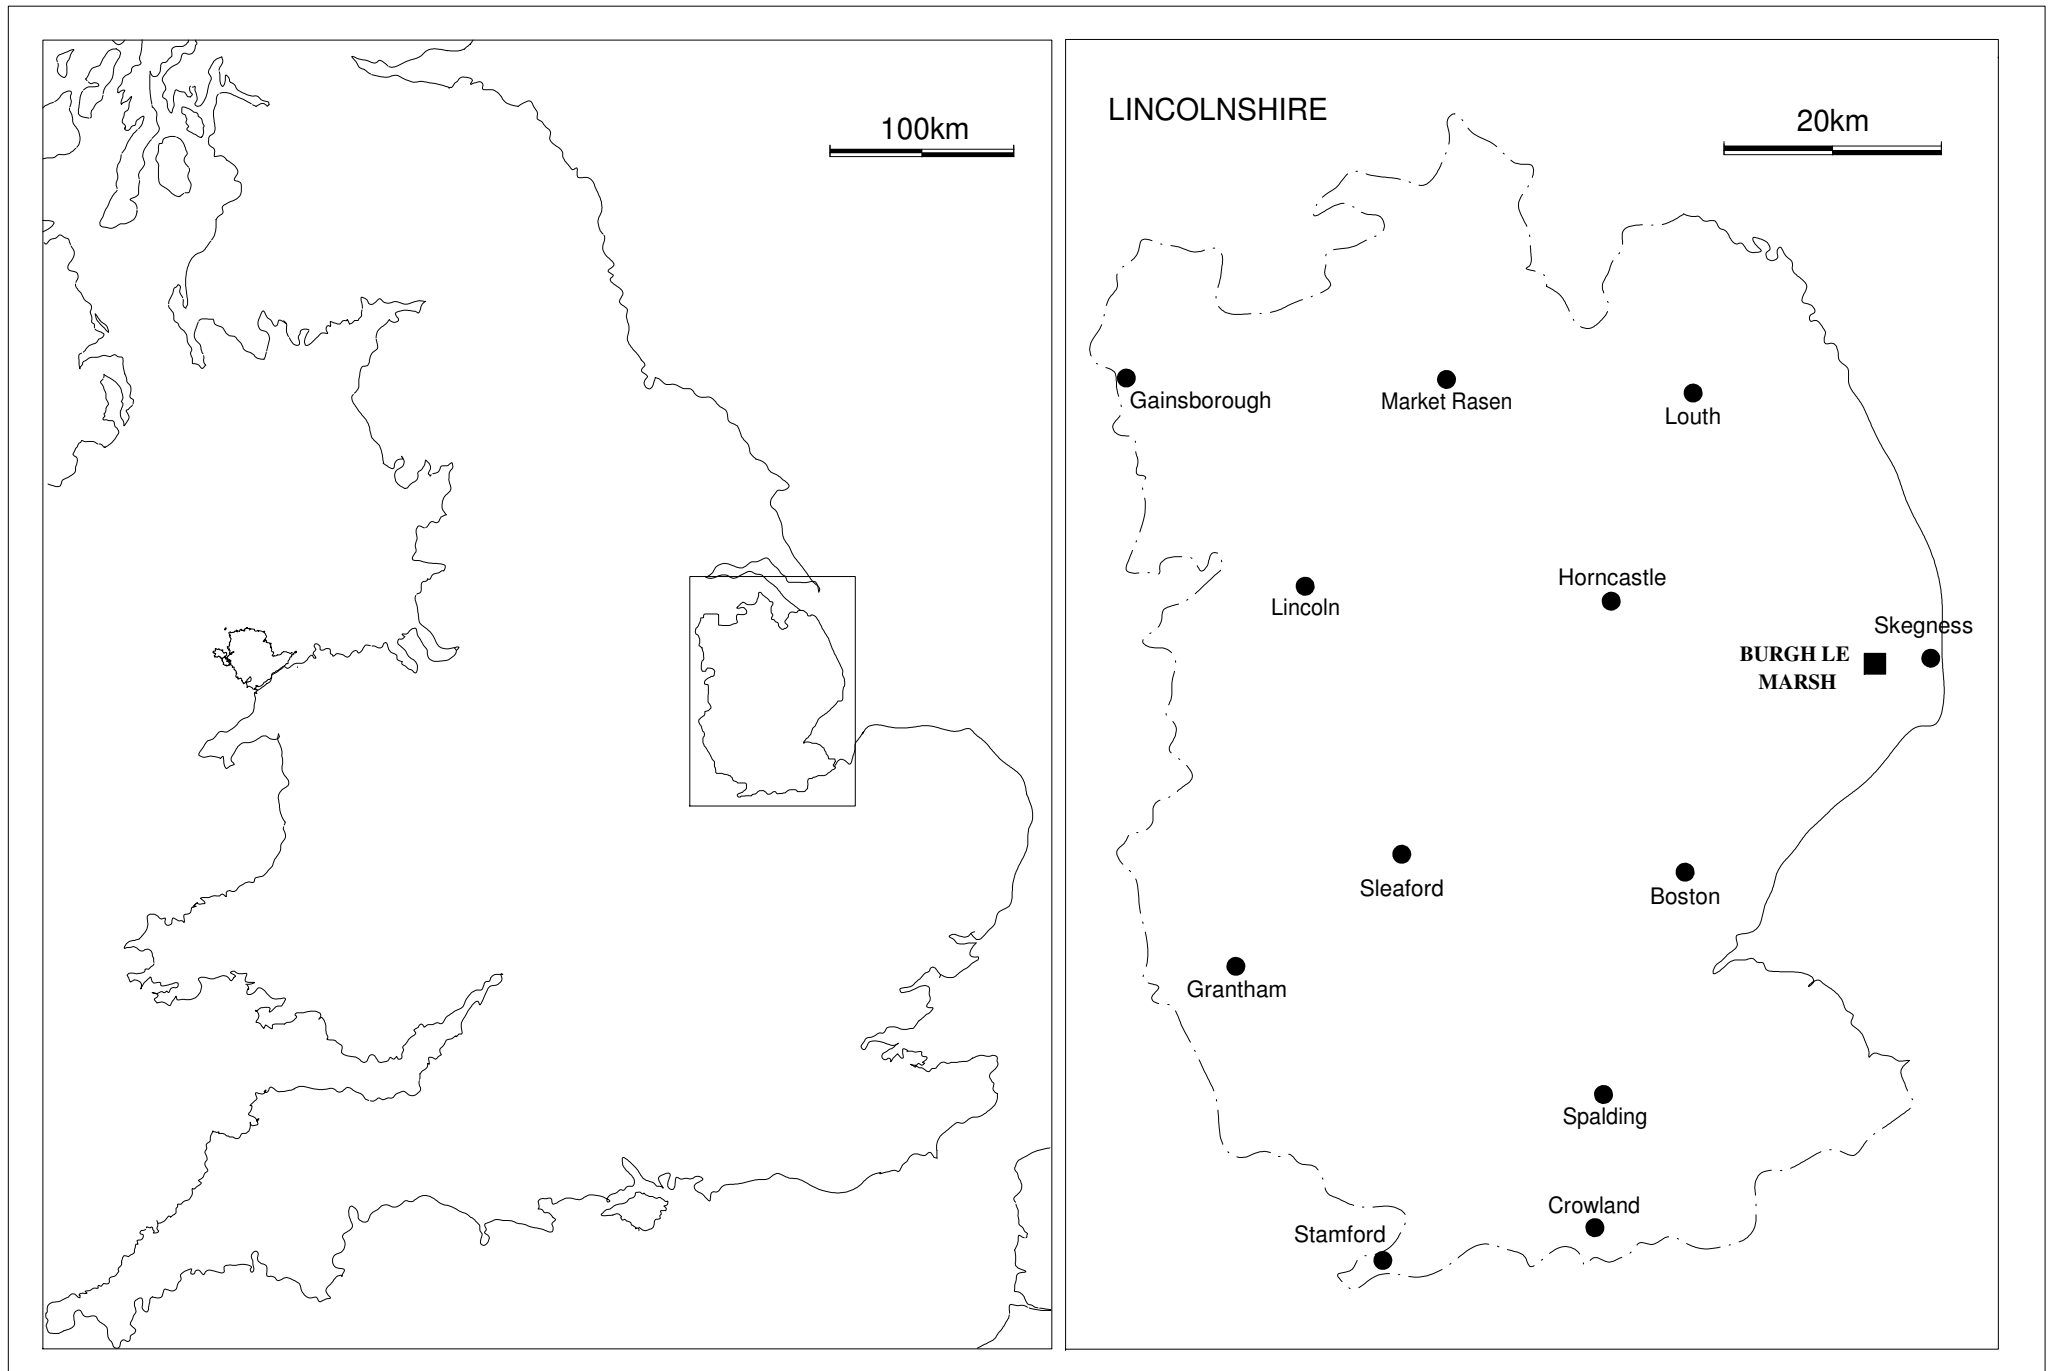 100km
LINCOLNSHIRE
20km
Gainsborough
Market Rasen
Louth
Lincoln
Horncastle
Skegness
BURGH LE
MARSH
Sleaford
Boston
Grantham
Spalding
Crowland
Stamford